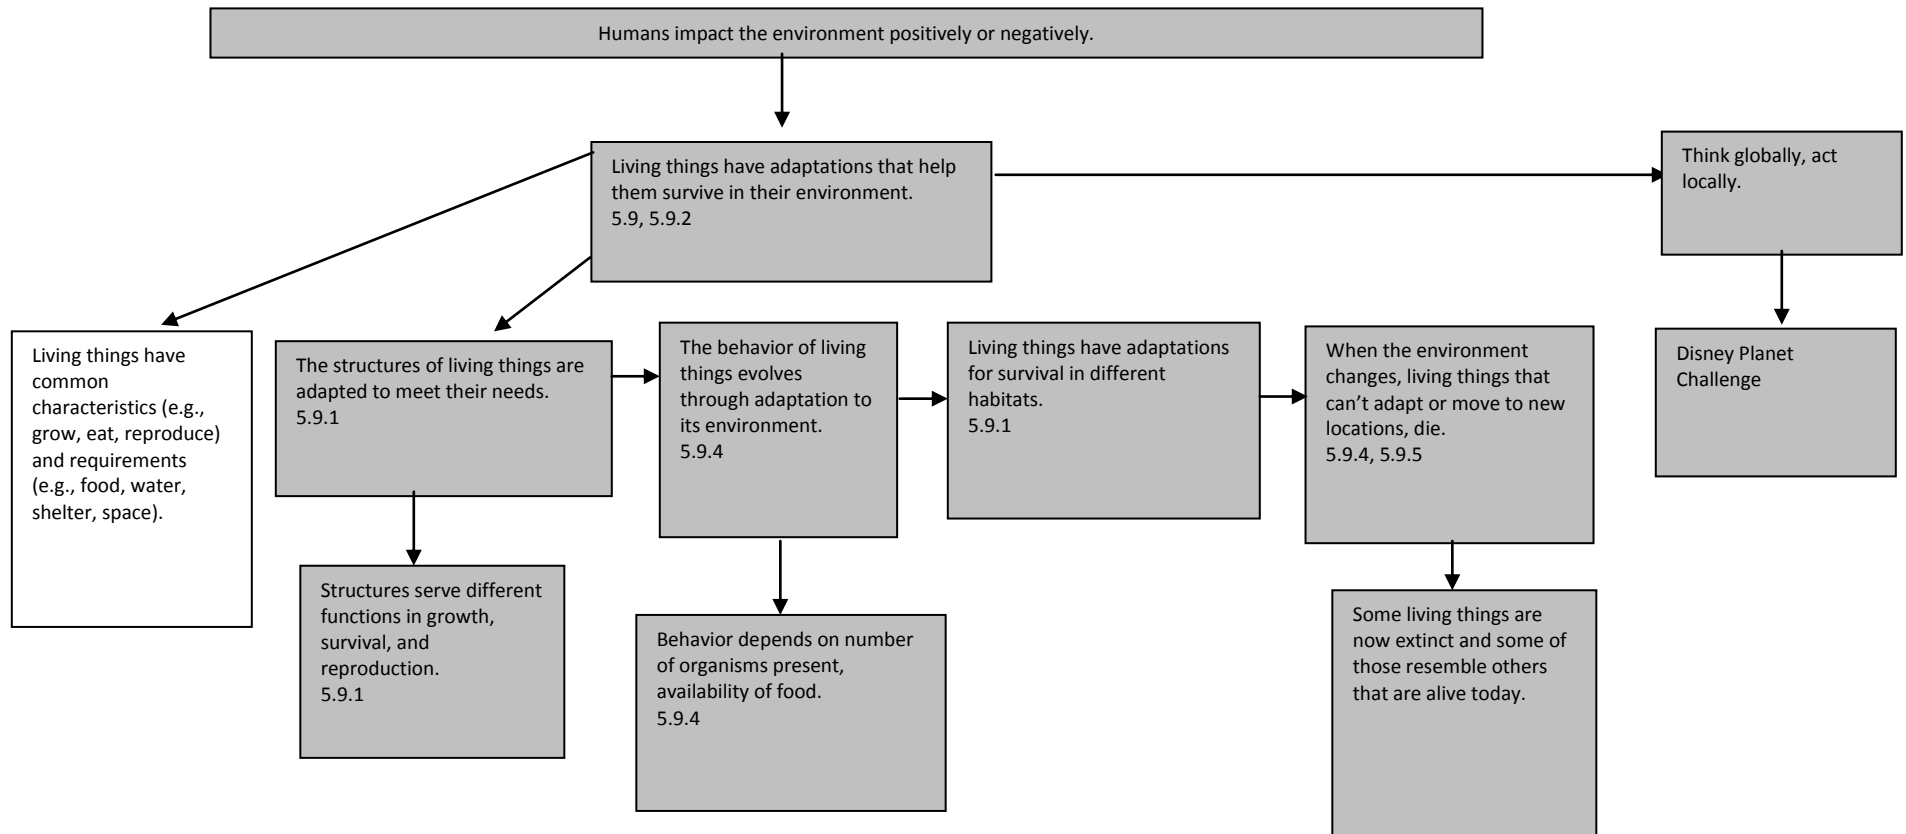 Humans impact the environment positively or negatively.
Living things have adaptations that help
them survive in their environment.
5.9, 5.9.2
Think globally, act
locally.
Living things have
common
characteristics (e.g.,
grow, eat, reproduce)
and requirements
(e.g., food, water,
shelter, space).
The structures of living things are
adapted to meet their needs.
5.9.1
The behavior of living
things evolves
through adaptation to
its environment.
5.9.4
Living things have adaptations
for survival in different
habitats.
5.9.1
When the environment
changes, living things that
can’t adapt or move to new
locations, die.
5.9.4, 5.9.5
Disney Planet
Challenge
Structures serve different
functions in growth,
survival, and
reproduction.
5.9.1
Behavior depends on number
of organisms present,
availability of food.
5.9.4
Some living things are
now extinct and some of
those resemble others
that are alive today.